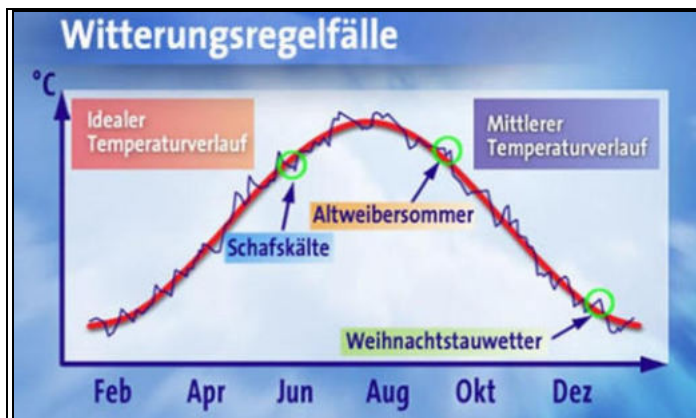 Witterungsregelfälle
°C
Idealer
Temperaturverlauf
Mittlerer
Temperaturverlauf
Altweibersommer
Schafskälte
Weihnachtstauwetter
Feb Apr Jun Aug Okt Dez